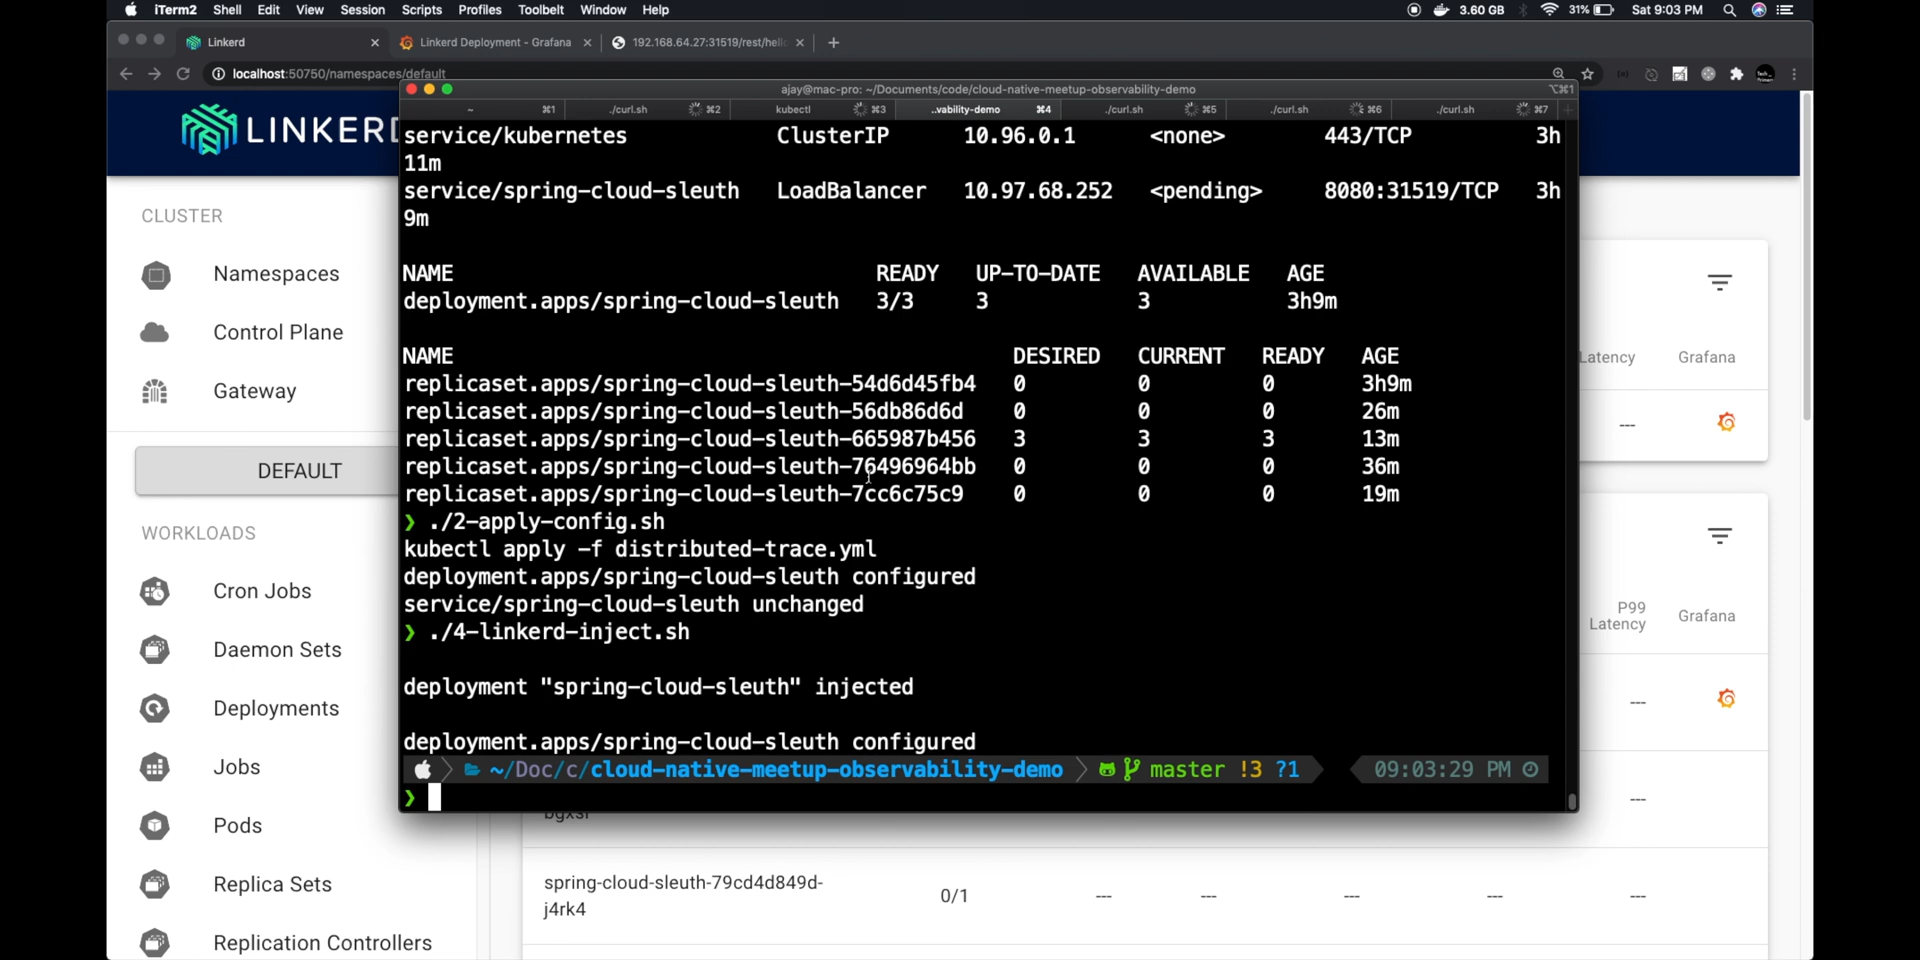 iTerm2 Shell Edit View Session Scripts Profiles Toolbelt Window Help 3.60 GB 31% Sat 9:03 PM
Linkerd Linkerd Deployment - Grafana 192.168.64.27:31519/rest/hell
localhost:50750/namespaces/default
ajay@mac-pro: ~/Documents/code/cloud-native-meetup-observability-demo ⌥⌘1
~ ⌘1 ./curl.sh ⌘2 kubectl ⌘3 ..vability-demo ⌘4 ./curl.sh ⌘5 ./curl.sh ⌘6 ./curl.sh ⌘7
LINKERD
CLUSTER
Namespaces
Control Plane
Gateway
DEFAULT
WORKLOADS
Cron Jobs
Daemon Sets
Deployments
Jobs
Pods
Replica Sets
Replication Controllers
service/kubernetes ClusterIP 10.96.0.1 <none> 443/TCP 3h
11m
service/spring-cloud-sleuth LoadBalancer 10.97.68.252 <pending> 8080:31519/TCP 3h
9m
NAME READY UP-TO-DATE AVAILABLE AGE
deployment.apps/spring-cloud-sleuth 3/3 3 3 3h9m
NAME DESIRED CURRENT READY AGE
replicaset.apps/spring-cloud-sleuth-54d6d45fb4 0 0 0 3h9m
replicaset.apps/spring-cloud-sleuth-56db86d6d 0 0 0 26m
replicaset.apps/spring-cloud-sleuth-665987b456 3 3 3 13m
replicaset.apps/spring-cloud-sleuth-76496964bb 0 0 0 36m
replicaset.apps/spring-cloud-sleuth-7cc6c75c9 0 0 0 19m
❯ ./2-apply-config.sh
kubectl apply -f distributed-trace.yml
deployment.apps/spring-cloud-sleuth configured
service/spring-cloud-sleuth unchanged
❯ ./4-linkerd-inject.sh
deployment "spring-cloud-sleuth" injected
deployment.apps/spring-cloud-sleuth configured
~/Doc/c/cloud-native-meetup-observability-demo master !3 ?1 09:03:29 PM
❯
Latency Grafana
---
P99
Latency Grafana
---
---
spring-cloud-sleuth-79cd4d849d-
j4rk4 0/1 --- --- --- --- ---